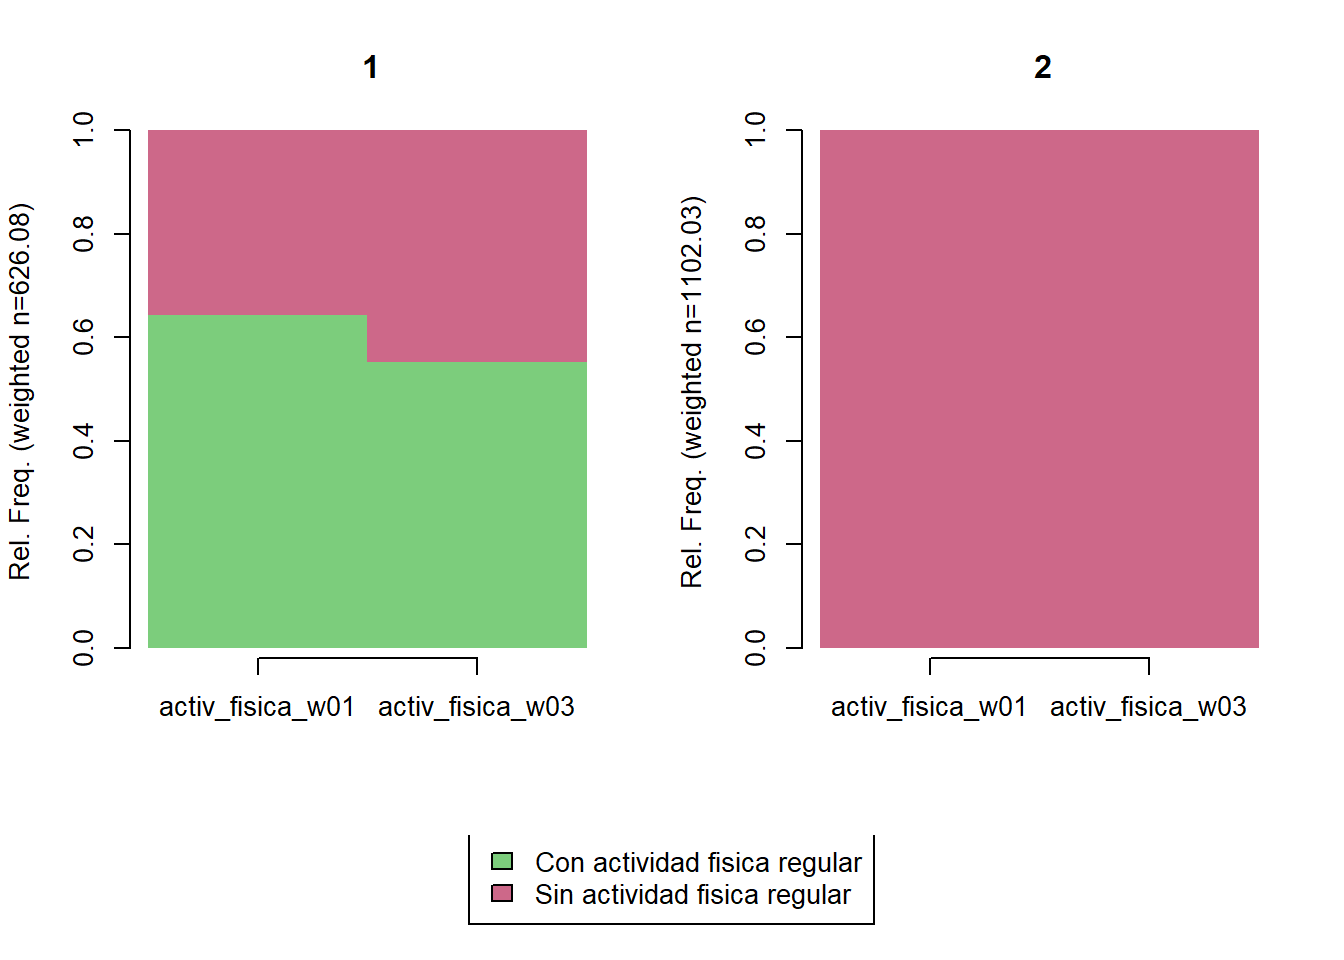 1
Rel. Freq. (weighted n=626.08)
1.0
0.8
0.6
0.4
0.2
0.0
activ_fisica_w01 activ_fisica_w03
2
Rel. Freq. (weighted n=1102.03)
1.0
0.8
0.6
0.4
0.2
0.0
activ_fisica_w01 activ_fisica_w03
Con actividad fisica regular
Sin actividad fisica regular